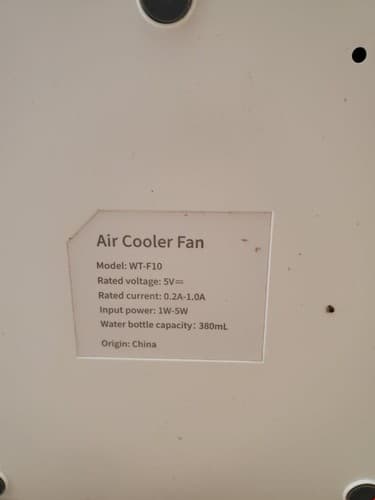 Air Cooler Fan
Model: WT-F10
Rated voltage: 5V⎓
Rated current: 0.2A-1.0A
Input power: 1W-5W
Water bottle capacity: 380mL
Origin: China